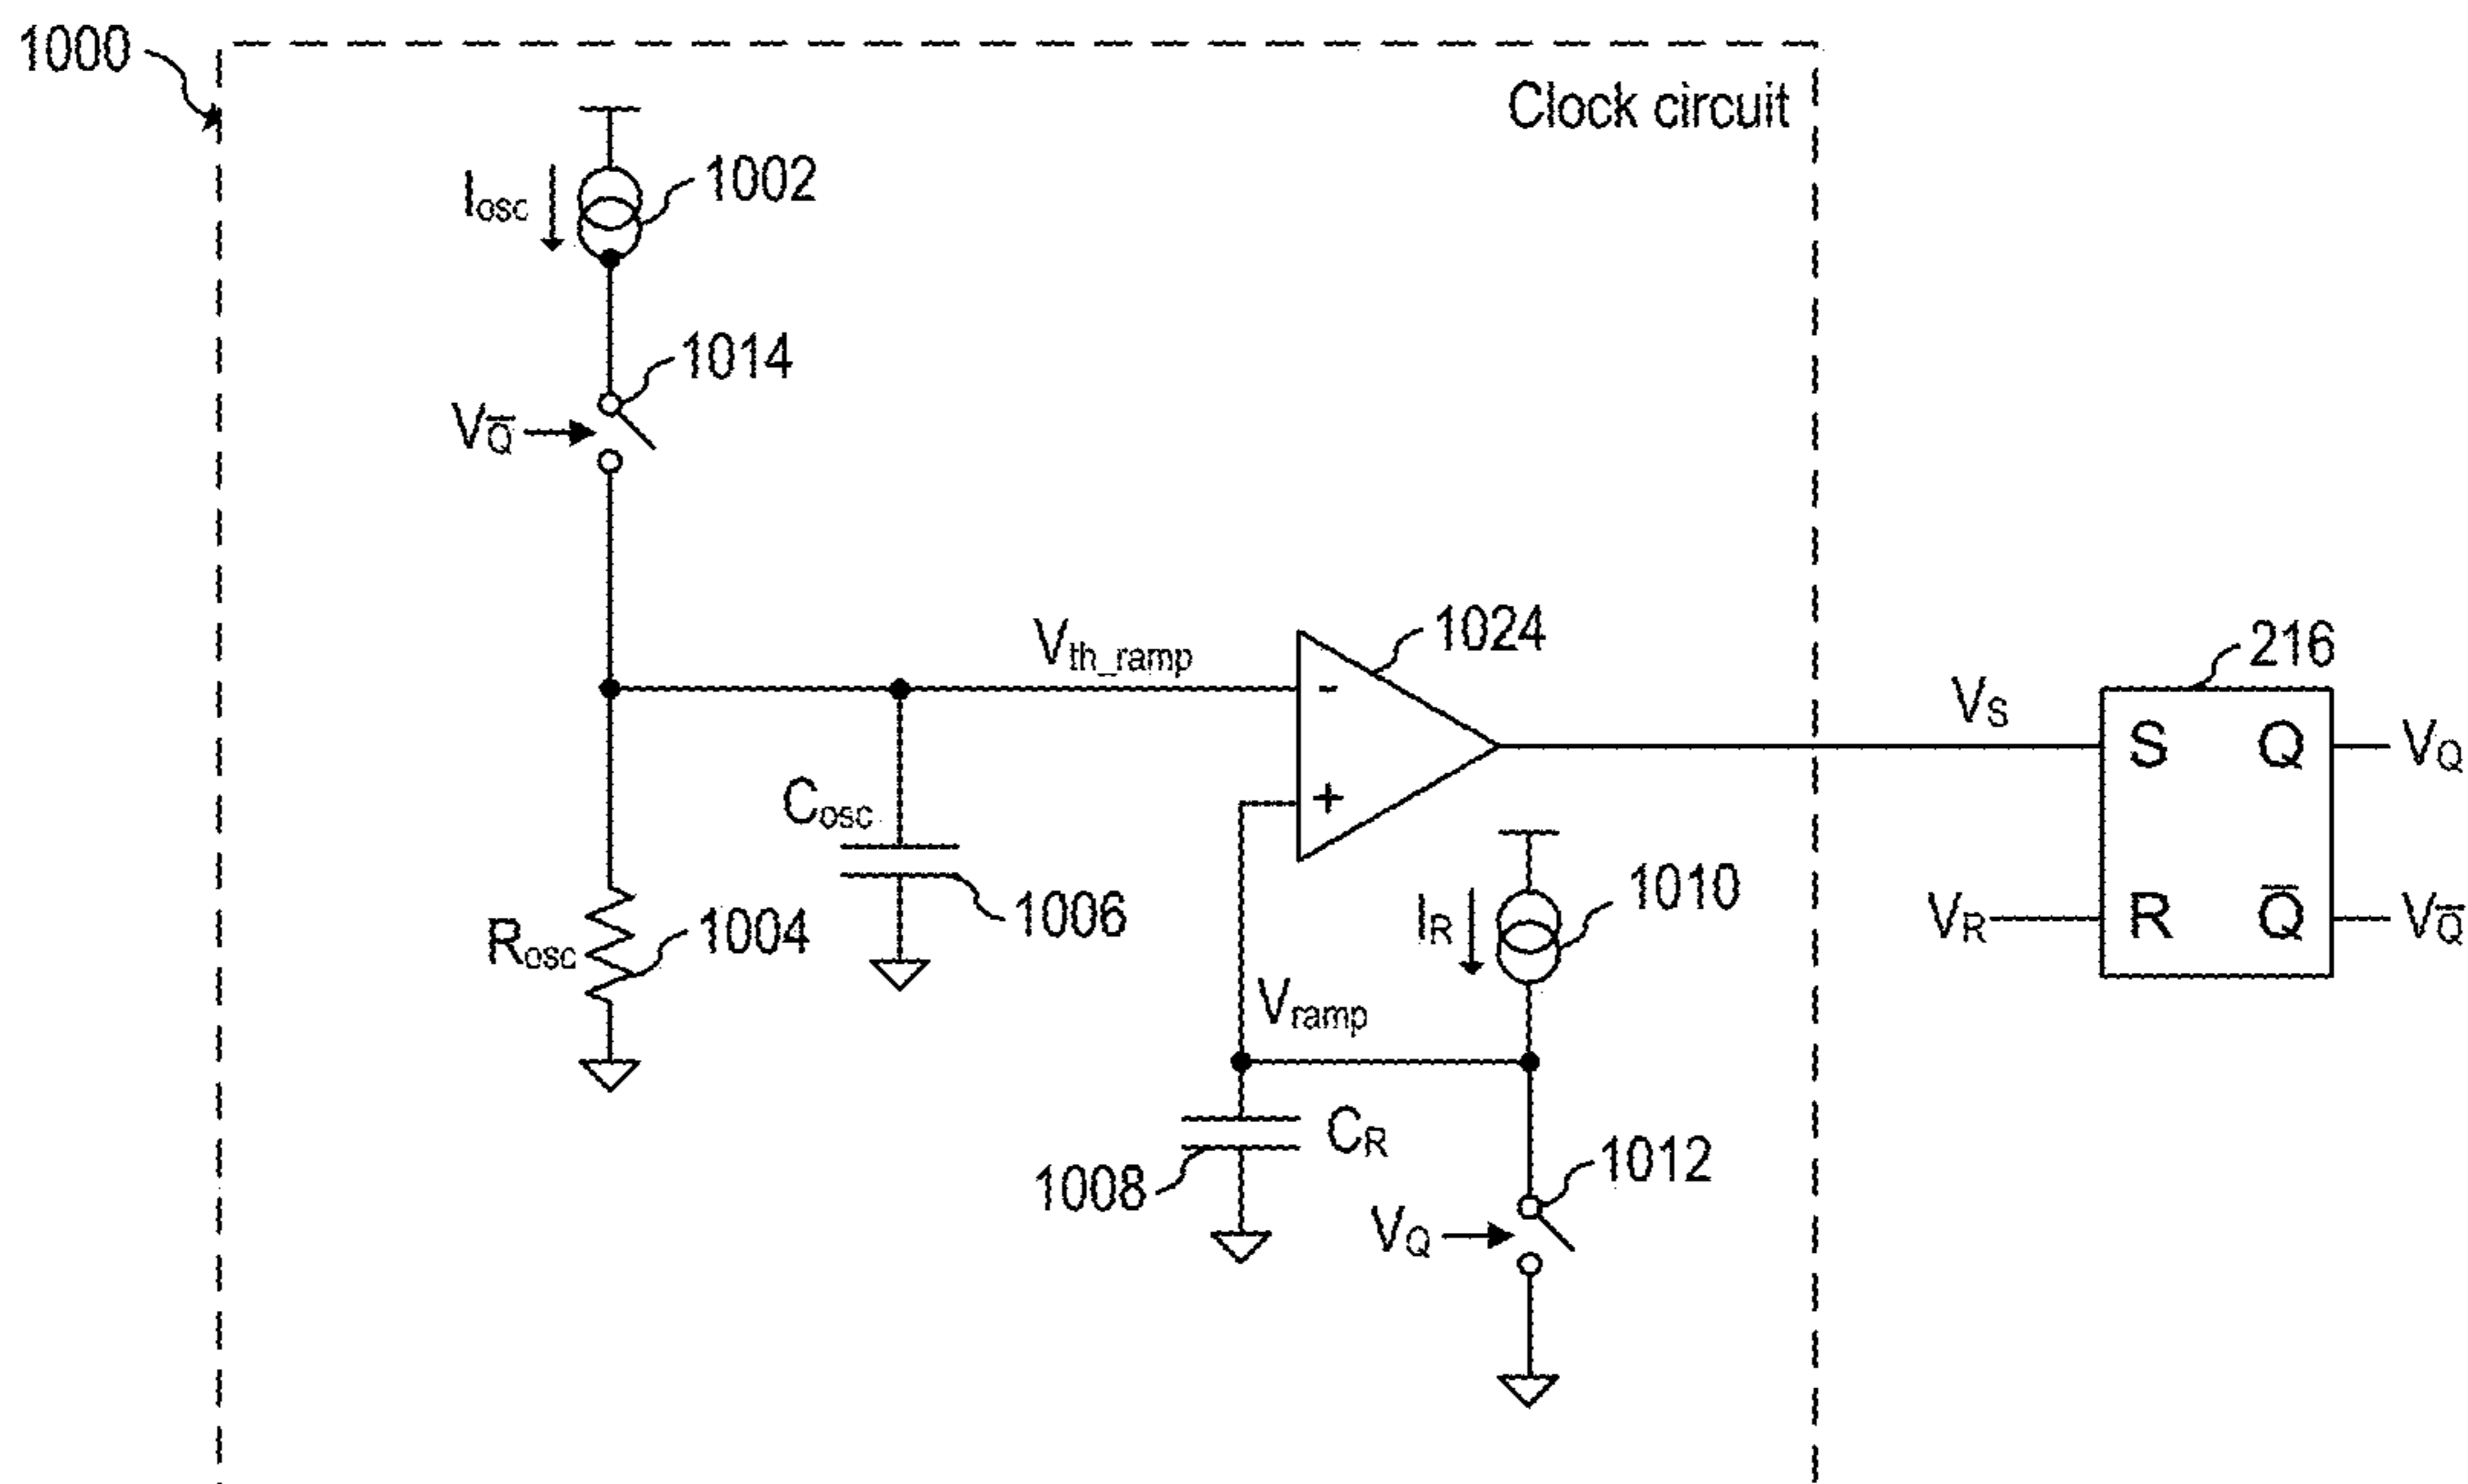 1000
Clock circuit
Iosc
1002
1014
VQ̅
Vth_ramp
1024
216
VS
S Q
VQ
Cosc
1006
Rosc
1004
IR
1010
VR
R Q̅
VQ̅
Vramp
-
+
CR
1008
1012
VQ